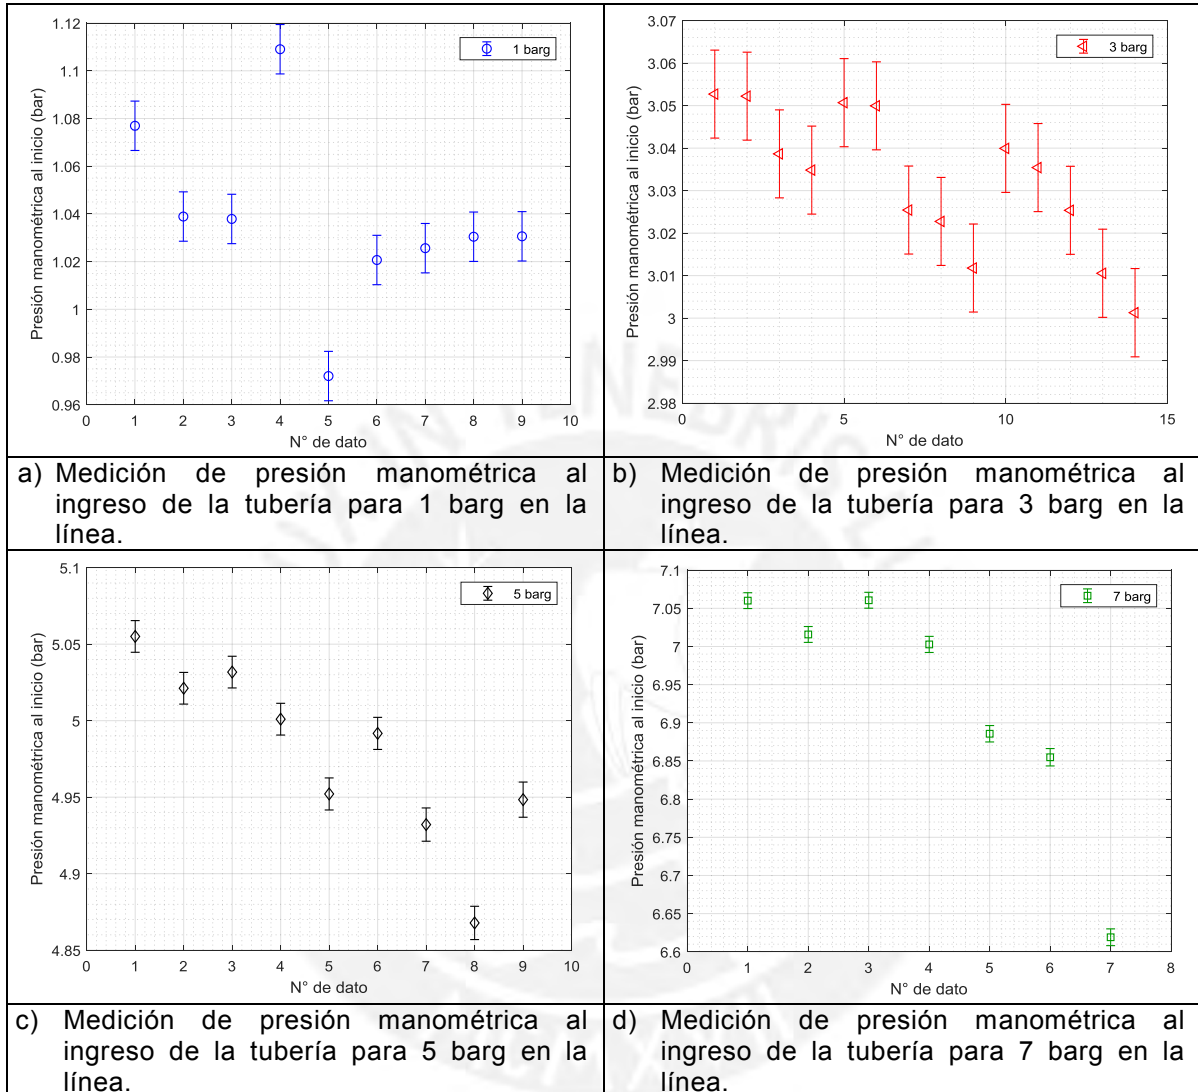 1.12
1.1
1.08
1.06
1.04
1.02
1
0.98
0.96
0 1 2 3 4 5 6 7 8 9 10
Presión manométrica al inicio (bar)
N° de dato
1 barg
3.07
3.06
3.05
3.04
3.03
3.02
3.01
3
2.99
2.98
0 5 10 15
Presión manométrica al inicio (bar)
N° de dato
3 barg
a) Medición de presión manométrica al
ingreso de la tubería para 1 barg en la
línea.
b) Medición de presión manométrica al
ingreso de la tubería para 3 barg en la
línea.
5.1
5.05
5
4.95
4.9
4.85
0 1 2 3 4 5 6 7 8 9 10
Presión manométrica al inicio (bar)
N° de dato
5 barg
7.1
7.05
7
6.95
6.9
6.85
6.8
6.75
6.7
6.65
6.6
0 1 2 3 4 5 6 7 8
Presión manométrica al inicio (bar)
N° de dato
7 barg
c) Medición de presión manométrica al
ingreso de la tubería para 5 barg en la
línea.
d) Medición de presión manométrica al
ingreso de la tubería para 7 barg en la
línea.